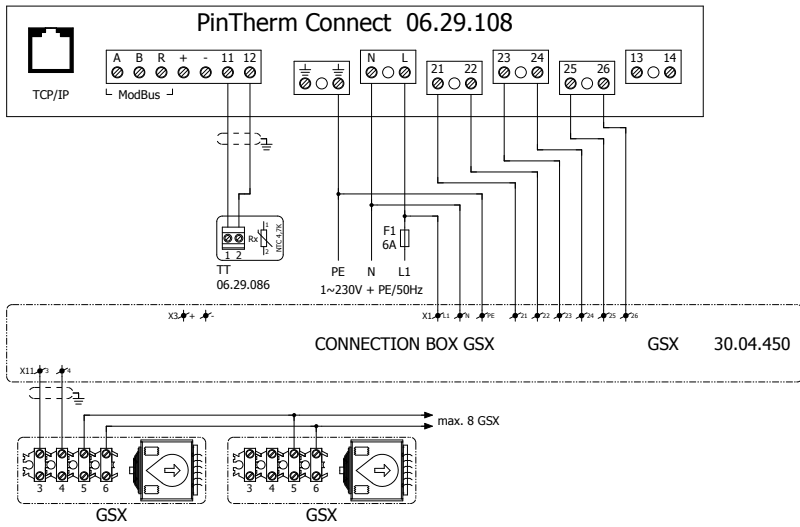 PinTherm Connect 06.29.108
A B R + - 11 12
N L
21 22
23 24
25 26
13 14
TCP/IP
ModBus
F1
6A
Rx
NTC 4,7K
1
2
1 2
TT
06.29.086
PE N L1
1~230V + PE/50Hz
X3 + -
X1 L1 N PE 21 22 23 24 25 26
CONNECTION BOX GSX
GSX 30.04.450
X11 3 4
max. 8 GSX
3 4 5 6
3 4 5 6
GSX
GSX